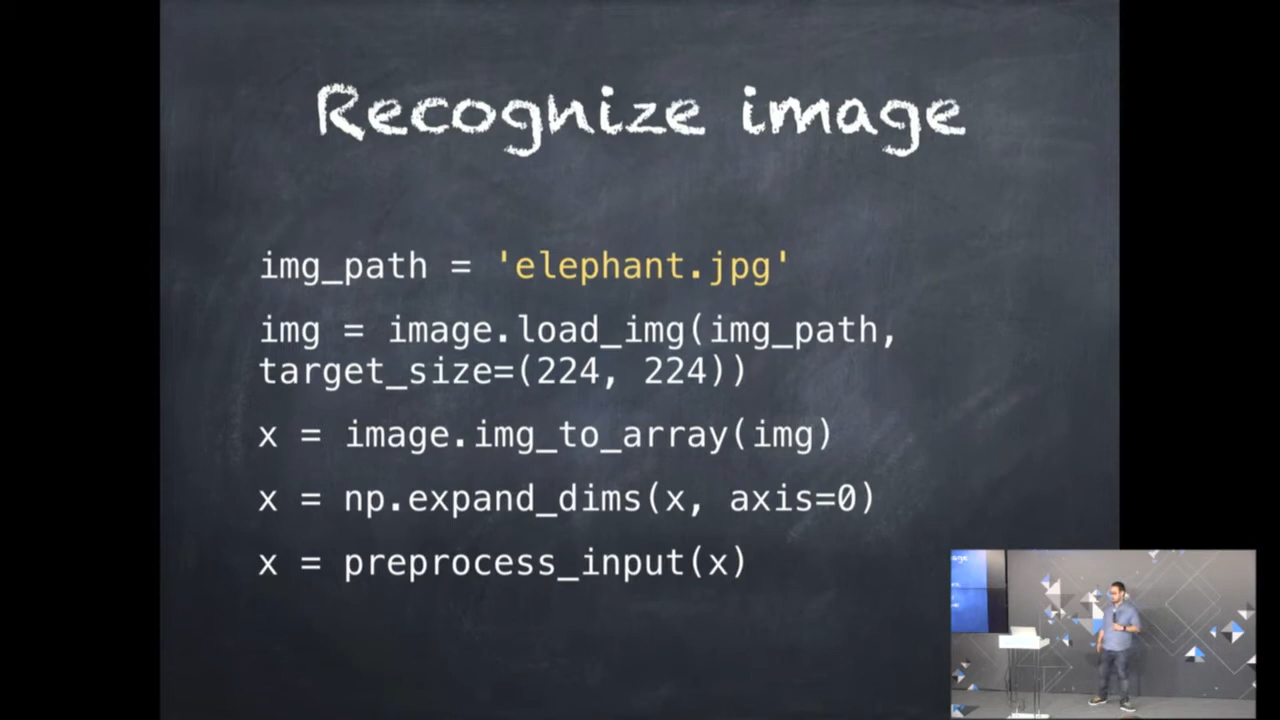 Recognize image
img_path = 'elephant.jpg'
img = image.load_img(img_path,
target_size=(224, 224))
x = image.img_to_array(img)
x = np.expand_dims(x, axis=0)
x = preprocess_input(x)